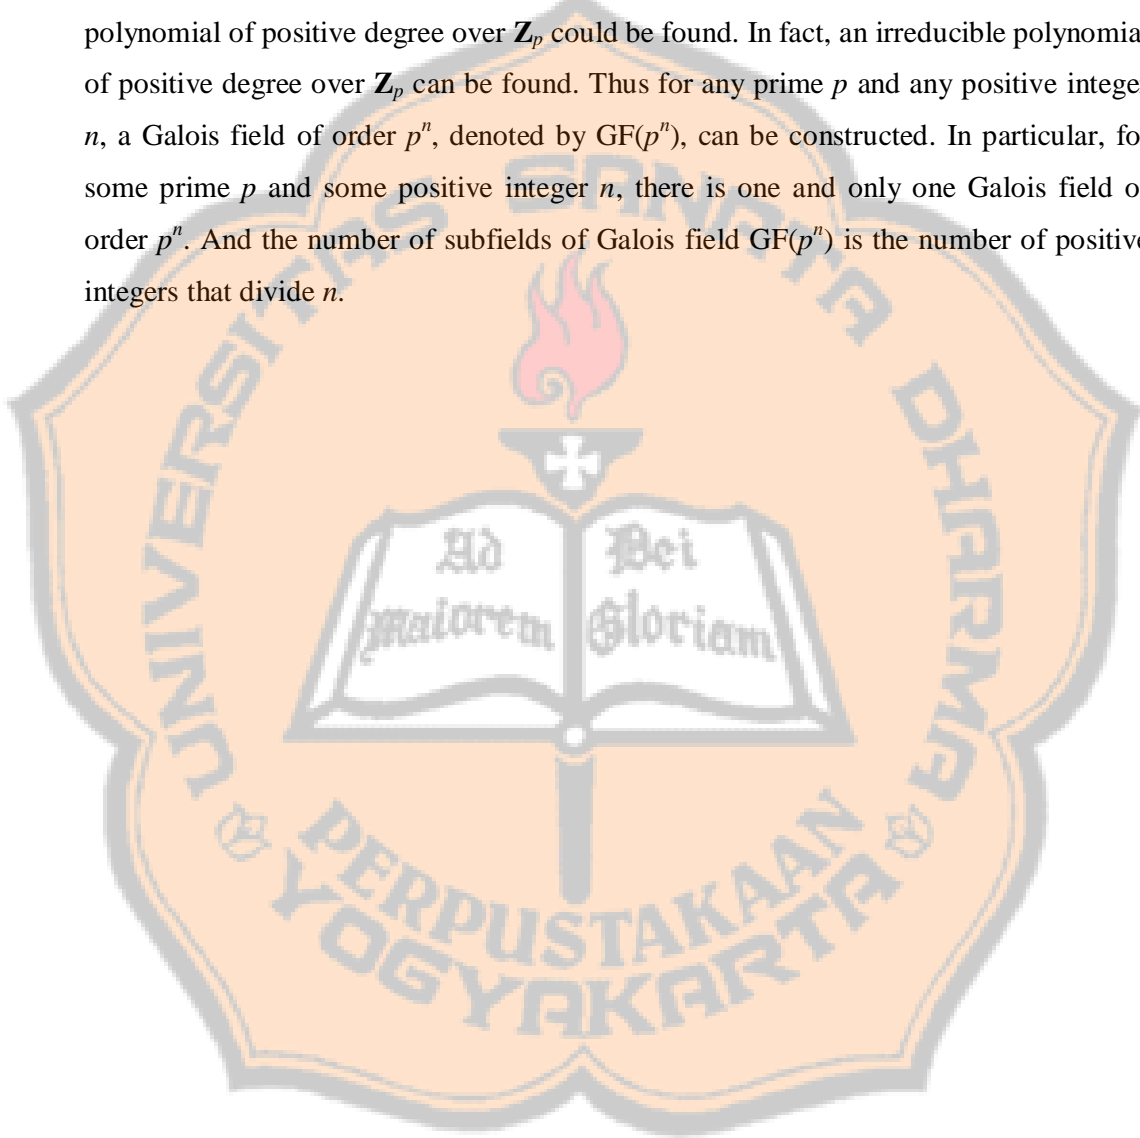 polynomial of positive degree over Z_p could be found. In fact, an irreducible polynomia
of positive degree over Z_p can be found. Thus for any prime p and any positive intege
n, a Galois field of order p^n, denoted by GF(p^n), can be constructed. In particular, fo
some prime p and some positive integer n, there is one and only one Galois field o
order p^n. And the number of subfields of Galois field GF(p^n) is the number of positive
integers that divide n.
UNIVERSITAS SANATA DHARMA
Ad Dei
maiorem Gloriam
PERPUSTAKAAN
YOGYAKARTA